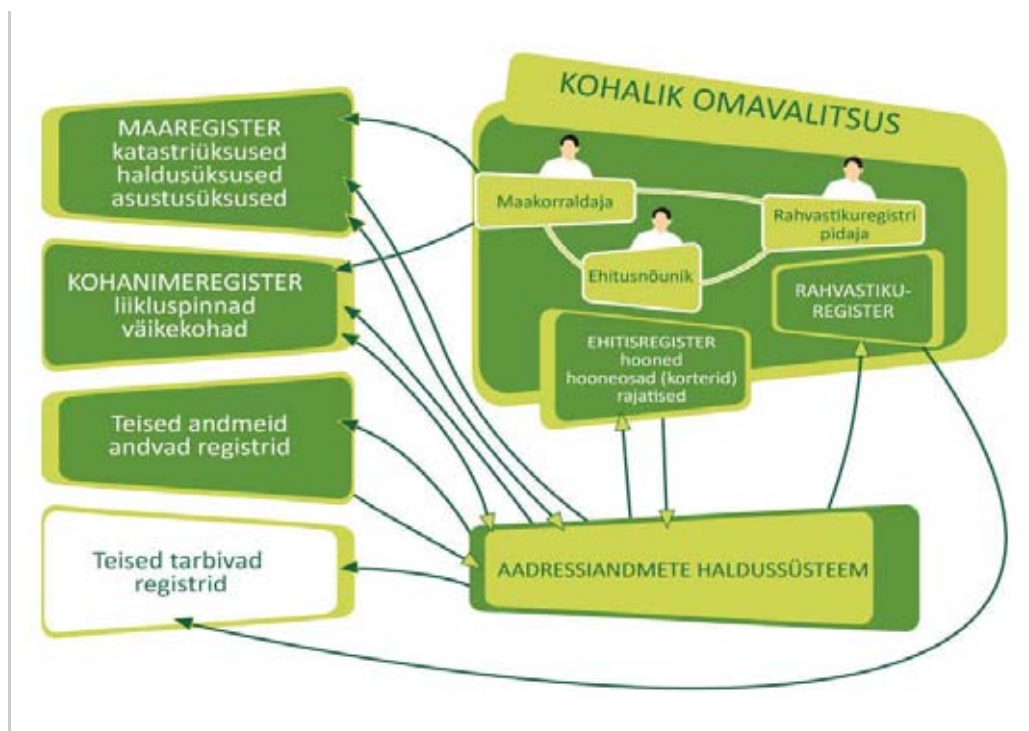 KOHALIK OMAVALITSUS
MAAREGISTER
katastriüksused
haldusüksused
asustusüksused
Maakorraldaja
Rahvastikuregistri
pidaja
Ehitusnõunik
KOHANIMEREGISTER
liikluspinnad
väikekohad
RAHVASTIKU-
REGISTER
EHITISREGISTER
hooned
hooneosad (korterid)
rajatised
Teised andmeid
andvad registrid
Teised tarbivad
registrid
AADRESSIANDMETE HALDUSSÜSTEEM